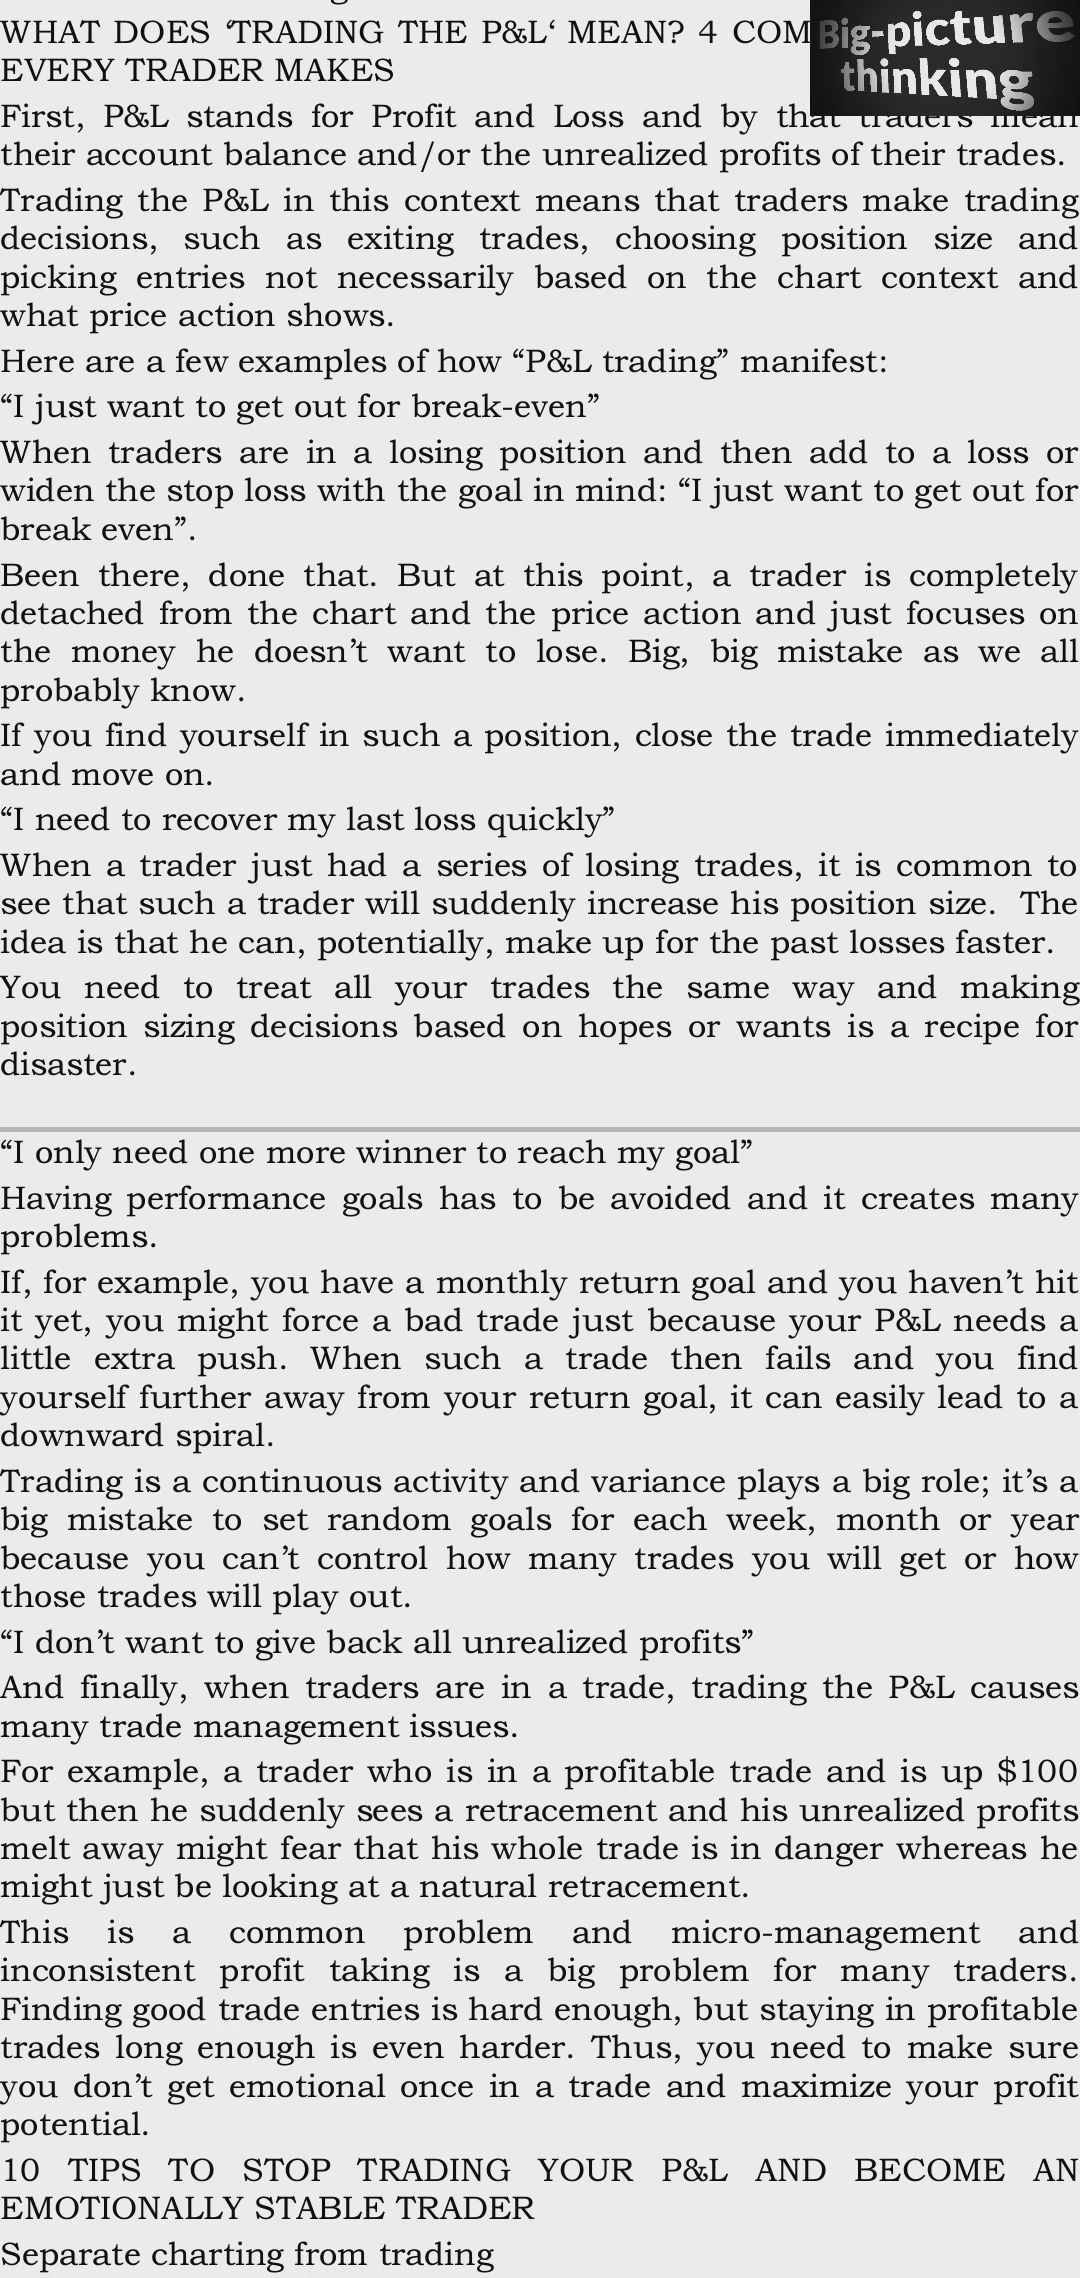 WHAT DOES ‘TRADING THE P&L‘ MEAN? 4 COM
Big-picture
thinking
EVERY TRADER MAKES
First, P&L stands for Profit and Loss and by that traders mean
their account balance and/or the unrealized profits of their trades.
Trading the P&L in this context means that traders make trading
decisions, such as exiting trades, choosing position size and
picking entries not necessarily based on the chart context and
what price action shows.
Here are a few examples of how “P&L trading” manifest:
“I just want to get out for break-even”
When traders are in a losing position and then add to a loss or
widen the stop loss with the goal in mind: “I just want to get out for
break even”.
Been there, done that. But at this point, a trader is completely
detached from the chart and the price action and just focuses on
the money he doesn’t want to lose. Big, big mistake as we all
probably know.
If you find yourself in such a position, close the trade immediately
and move on.
“I need to recover my last loss quickly”
When a trader just had a series of losing trades, it is common to
see that such a trader will suddenly increase his position size.  The
idea is that he can, potentially, make up for the past losses faster.
You need to treat all your trades the same way and making
position sizing decisions based on hopes or wants is a recipe for
disaster.
“I only need one more winner to reach my goal”
Having performance goals has to be avoided and it creates many
problems.
If, for example, you have a monthly return goal and you haven’t hit
it yet, you might force a bad trade just because your P&L needs a
little extra push. When such a trade then fails and you find
yourself further away from your return goal, it can easily lead to a
downward spiral.
Trading is a continuous activity and variance plays a big role; it’s a
big mistake to set random goals for each week, month or year
because you can’t control how many trades you will get or how
those trades will play out.
“I don’t want to give back all unrealized profits”
And finally, when traders are in a trade, trading the P&L causes
many trade management issues.
For example, a trader who is in a profitable trade and is up $100
but then he suddenly sees a retracement and his unrealized profits
melt away might fear that his whole trade is in danger whereas he
might just be looking at a natural retracement.
This is a common problem and micro-management and
inconsistent profit taking is a big problem for many traders.
Finding good trade entries is hard enough, but staying in profitable
trades long enough is even harder. Thus, you need to make sure
you don’t get emotional once in a trade and maximize your profit
potential.
10 TIPS TO STOP TRADING YOUR P&L AND BECOME AN
EMOTIONALLY STABLE TRADER
Separate charting from trading